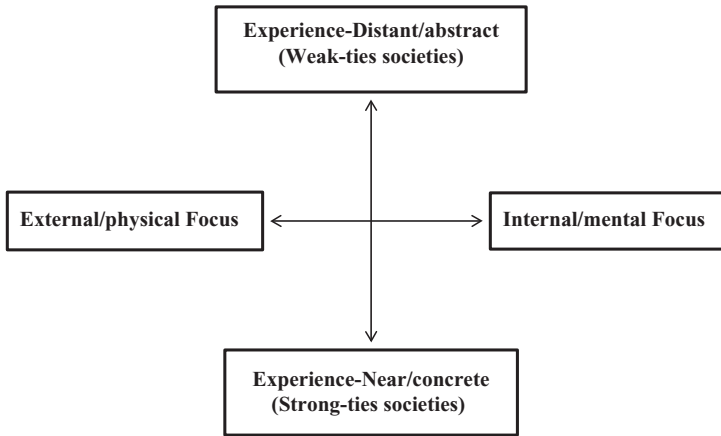 Experience-Distant/abstract
(Weak-ties societies)
External/physical Focus
Internal/mental Focus
Experience-Near/concrete
(Strong-ties societies)